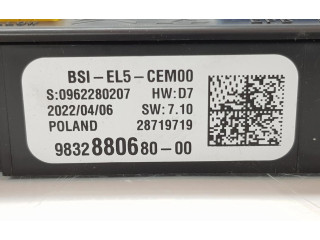 BSI-EL5-CEM00
S:0962280207 HW:D7
2022/04/06 SW:7.10
POLAND 28719719
9832880680-00